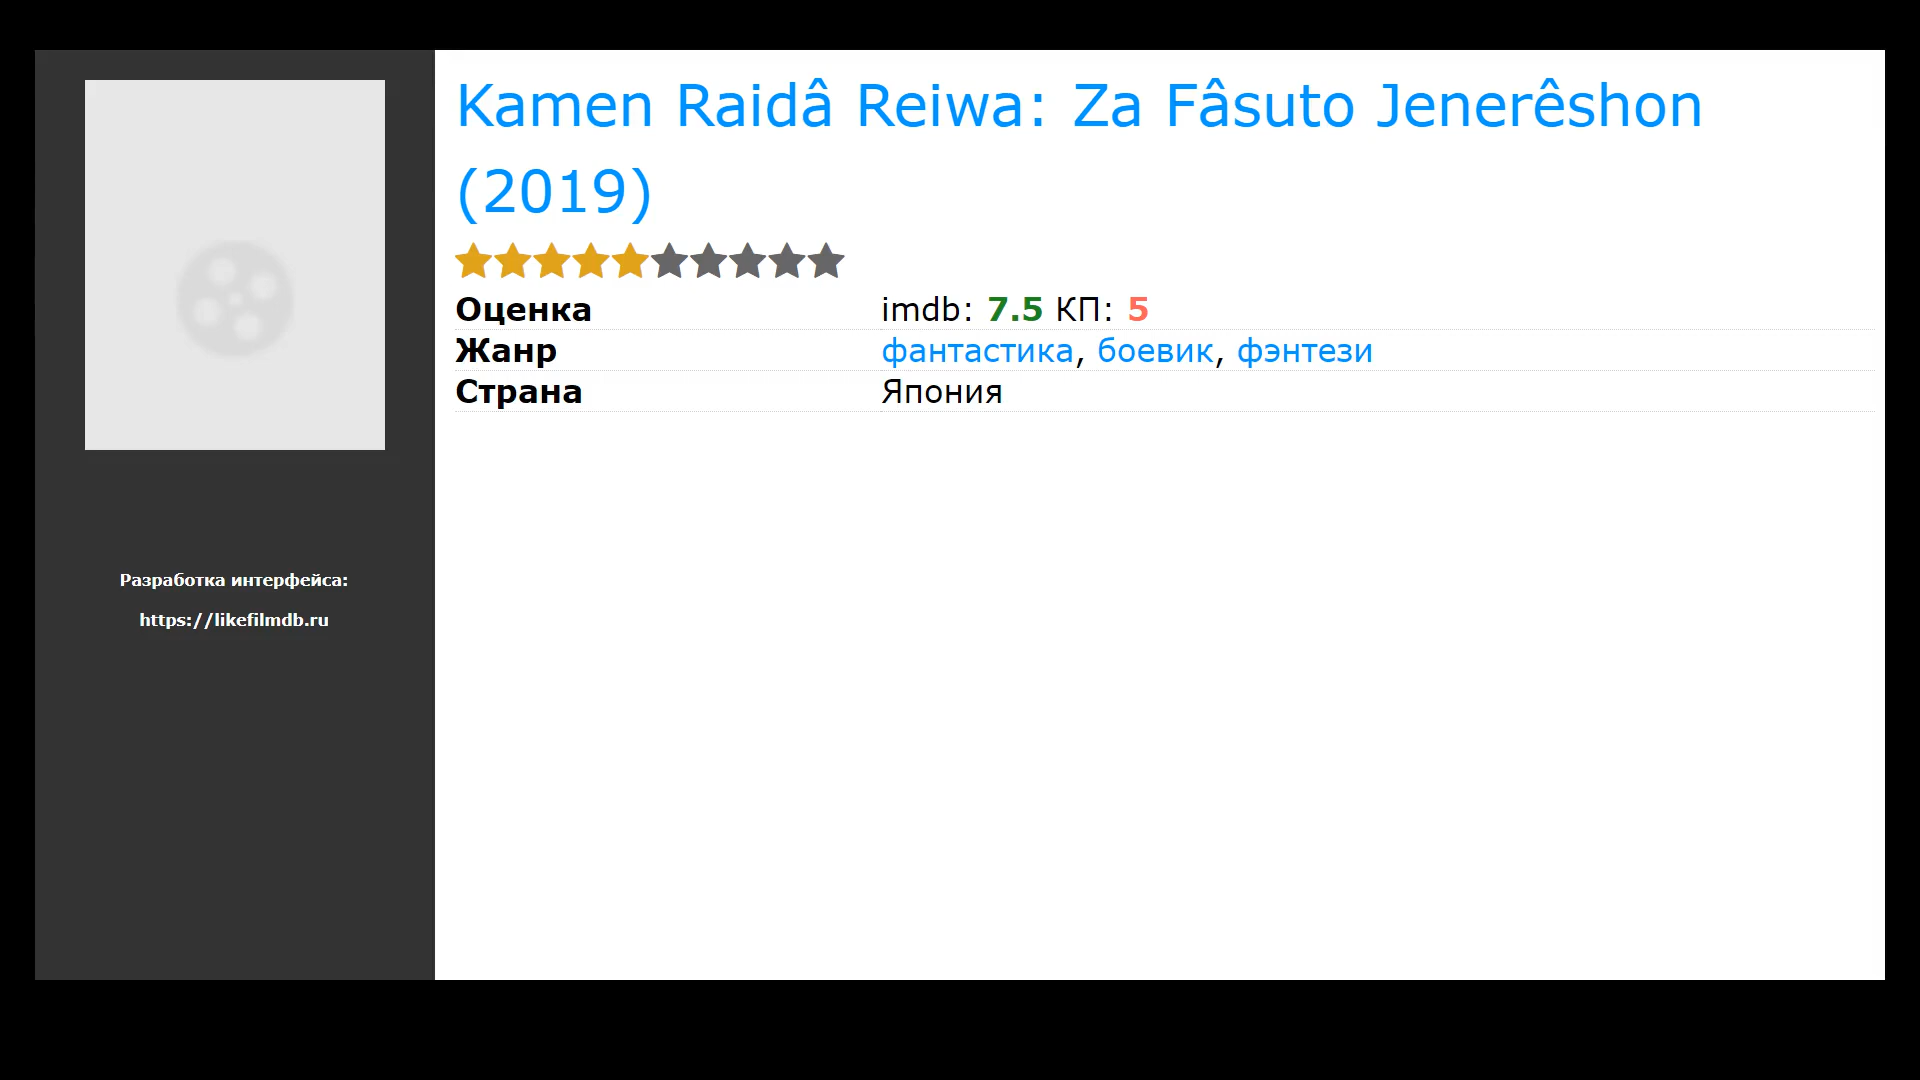 Kamen Raidâ Reiwa: Za Fâsuto Jenerêshon
(2019)
Оценка imdb: 7.5 КП: 5
Жанр фантастика, боевик, фэнтези
Страна Япония
Разработка интерфейса:
https://likefilmdb.ru